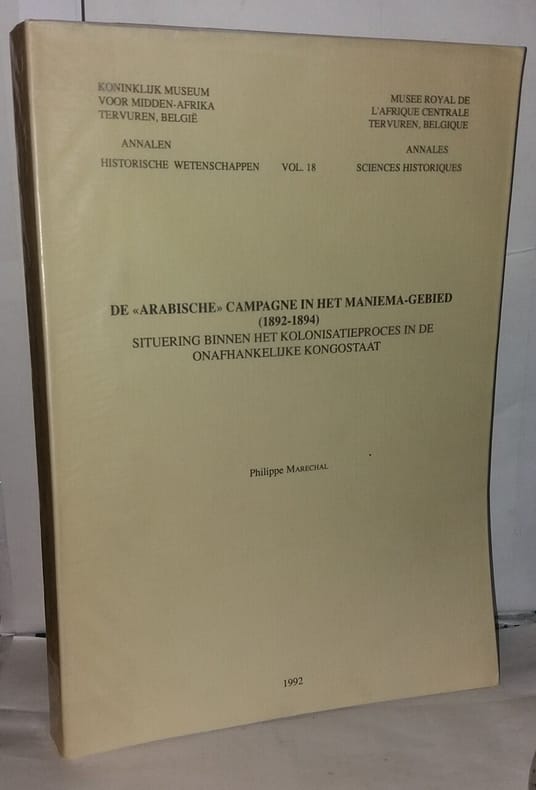 KONINKLIJK MUSEUM
VOOR MIDDEN-AFRIKA
TERVUREN, BELGIË
MUSEE ROYAL DE
L'AFRIQUE CENTRALE
TERVUREN, BELGIQUE
ANNALEN
ANNALES
HISTORISCHE WETENSCHAPPEN VOL. 18 SCIENCES HISTORIQUES
DE «ARABISCHE» CAMPAGNE IN HET MANIEMA-GEBIED
(1892-1894)
SITUERING BINNEN HET KOLONISATIEPROCES IN DE
ONAFHANKELIJKE KONGOSTAAT
Philippe MARECHAL
1992